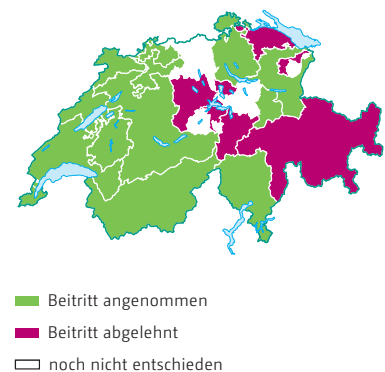 Beitritt angenommen
Beitritt abgelehnt
noch nicht entschieden